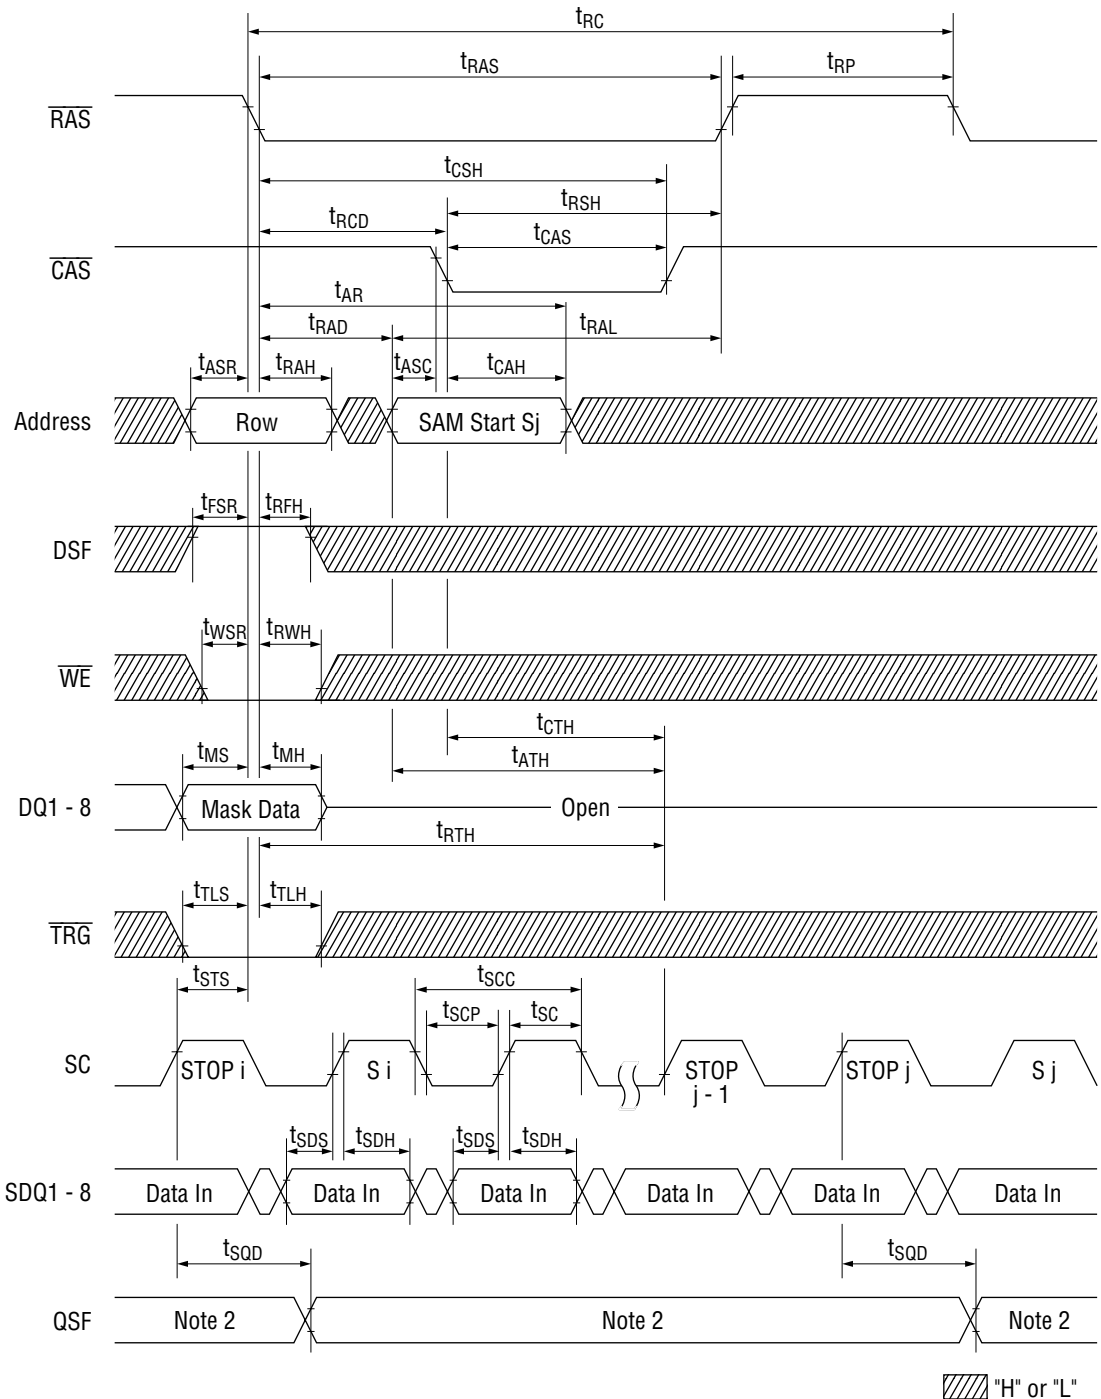 tRC
tRAS tRP
RAS
tCSH
tRSH
tRCD
tCAS
CAS
tAR
tRAD tRAL
tASR tRAH tASC tCAH
Address Row SAM Start Sj
tFSR tRFH
DSF
tWSR tRWH
WE
tCTH
tMS tMH tATH
DQ1 - 8 Mask Data Open
tRTH
tTLS tTLH
TRG
tSTS tSCC
tSCP tSC
SC STOP i S i STOP j - 1 STOP j S j
tSDS tSDH tSDS tSDH
SDQ1 - 8 Data In Data In Data In Data In Data In Data In
tSQD tSQD
QSF Note 2 Note 2 Note 2
"H" or "L"